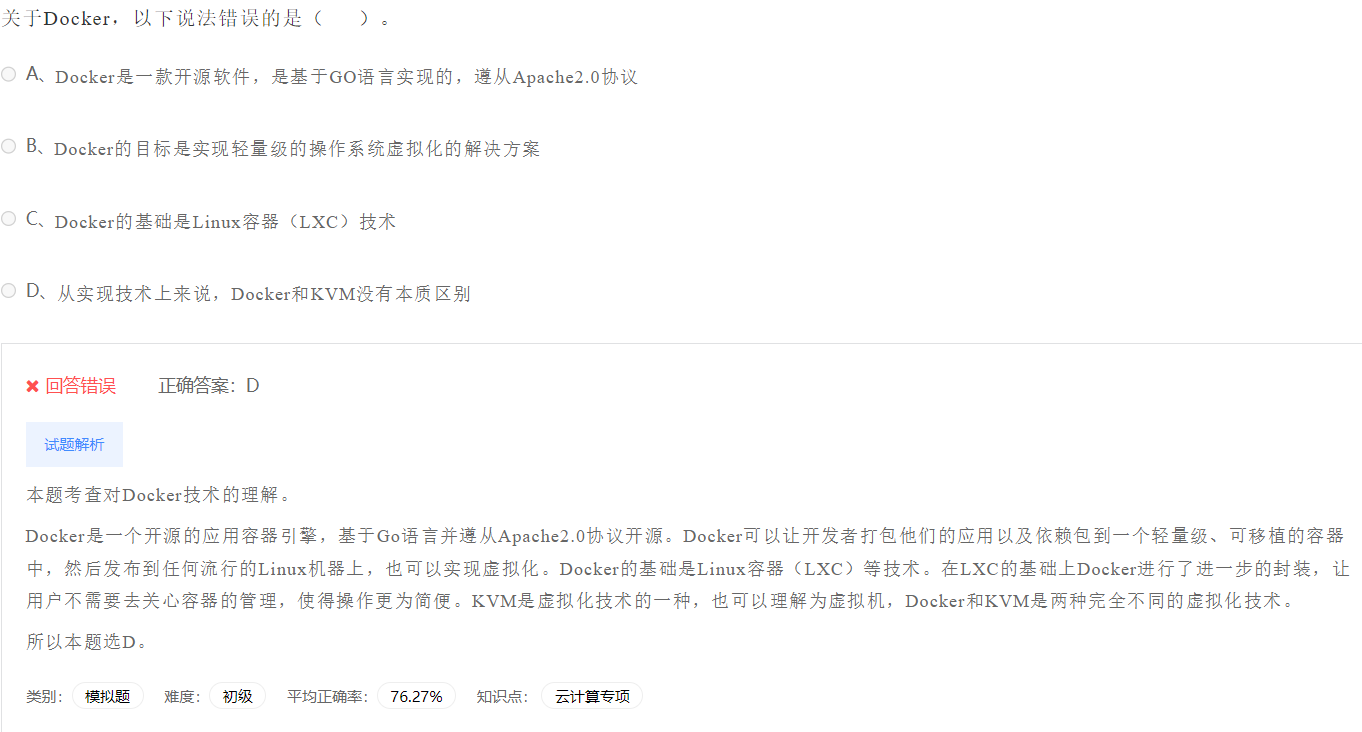 关于Docker，以下说法错误的是（　　）。
A、Docker是一款开源软件，是基于GO语言实现的，遵从Apache2.0协议
B、Docker的目标是实现轻量级的操作系统虚拟化的解决方案
C、Docker的基础是Linux容器（LXC）技术
D、从实现技术上来说，Docker和KVM没有本质区别
✖ 回答错误　　正确答案：D
试题解析
本题考查对Docker技术的理解。
Docker是一个开源的应用容器引擎，基于Go语言并遵从Apache2.0协议开源。Docker可以让开发者打包他们的应用以及依赖包到一个轻量级、可移植的容器
中，然后发布到任何流行的Linux机器上，也可以实现虚拟化。Docker的基础是Linux容器（LXC）等技术。在LXC的基础上Docker进行了进一步的封装，让
用户不需要去关心容器的管理，使得操作更为简便。KVM是虚拟化技术的一种，也可以理解为虚拟机，Docker和KVM是两种完全不同的虚拟化技术。
所以本题选D。
类别： 模拟题　难度： 初级　平均正确率： 76.27%　知识点： 云计算专项